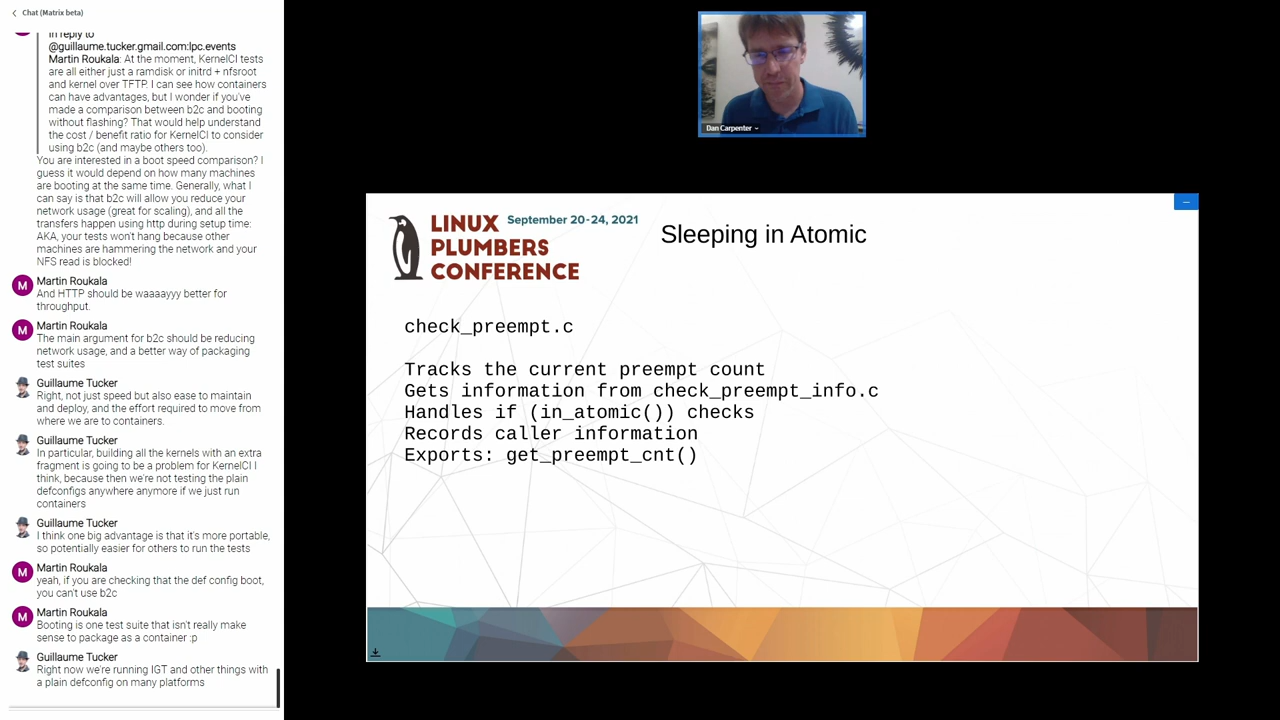 Chat (Matrix beta)
In reply to
@guillaume.tucker.gmail.com:lpc.events
Martin Roukala: At the moment, KernelCI tests
are all either just a ramdisk or initrd + nfsroot
and kernel over TFTP. I can see how containers
can have advantages, but I wonder if you've
made a comparison between b2c and booting
without flashing? That would help understand
the cost / benefit ratio for KernelCI to consider
using b2c (and maybe others too).
You are interested in a boot speed comparison? I
guess it would depend on how many machines
are booting at the same time. Generally, what I
can say is that b2c will allow you reduce your
network usage (great for scaling), and all the
transfers happen using http during setup time:
AKA, your tests won't hang because other
machines are hammering the network and your
NFS read is blocked!
M
Martin Roukala
And HTTP should be waaaayyy better for
throughput.
M
Martin Roukala
The main argument for b2c should be reducing
network usage, and a better way of packaging
test suites
Guillaume Tucker
Right, not just speed but also ease to maintain
and deploy, and the effort required to move from
where we are to containers.
Guillaume Tucker
In particular, building all the kernels with an extra
fragment is going to be a problem for KernelCI I
think, because then we're not testing the plain
defconfigs anywhere anymore if we just run
containers
Guillaume Tucker
I think one big advantage is that it's more portable,
so potentially easier for others to run the tests
M
Martin Roukala
yeah, if you are checking that the def config boot,
you can't use b2c
M
Martin Roukala
Booting is one test suite that isn't really make
sense to package as a container :p
Guillaume Tucker
Right now we're running IGT and other things with
a plain defconfig on many platforms
Dan Carpenter
LINUX September 20-24, 2021
PLUMBERS
CONFERENCE
Sleeping in Atomic
check_preempt.c
Tracks the current preempt count
Gets information from check_preempt_info.c
Handles if (in_atomic()) checks
Records caller information
Exports: get_preempt_cnt()